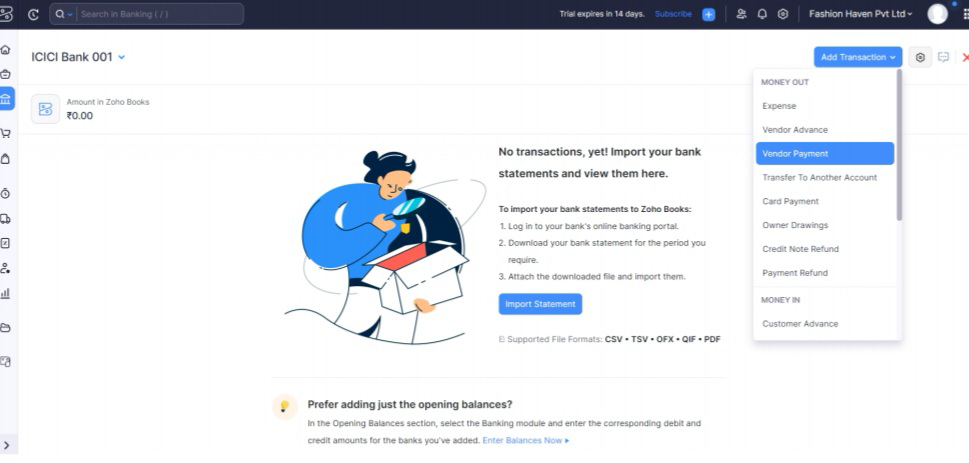 Search in Banking ( / )
Trial expires in 14 days. Subscribe
Fashion Haven Pvt Ltd
ICICI Bank 001
Add Transaction
Amount in Zoho Books
₹0.00
MONEY OUT
Expense
Vendor Advance
Vendor Payment
Transfer To Another Account
Card Payment
Owner Drawings
Credit Note Refund
Payment Refund
MONEY IN
Customer Advance
No transactions, yet! Import your bank
statements and view them here.
To import your bank statements to Zoho Books:
1. Log in to your bank's online banking portal.
2. Download your bank statement for the period you
require.
3. Attach the downloaded file and import them.
Import Statement
Supported File Formats: CSV • TSV • OFX • QIF • PDF
Prefer adding just the opening balances?
In the Opening Balances section, select the Banking module and enter the corresponding debit and
credit amounts for the banks you've added. Enter Balances Now ▸